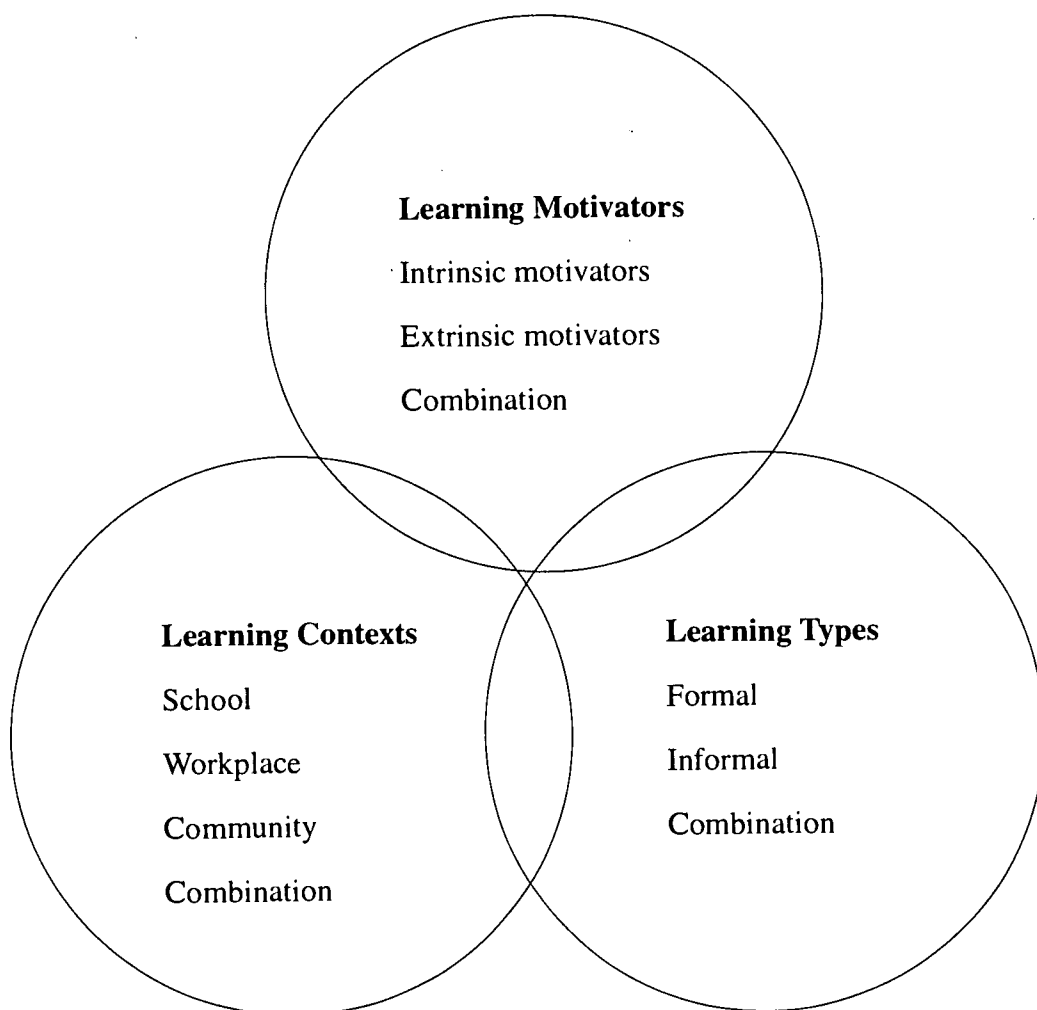 Learning Motivators
Intrinsic motivators
Extrinsic motivators
Combination
Learning Contexts
School
Workplace
Community
Combination
Learning Types
Formal
Informal
Combination